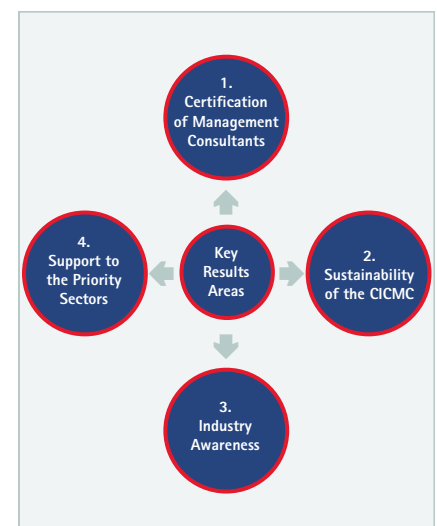 1.
Certification
of Management
Consultants
4.
Support to
the Priority
Sectors
Key
Results
Areas
2.
Sustainability
of the CICMC
3.
Industry
Awareness